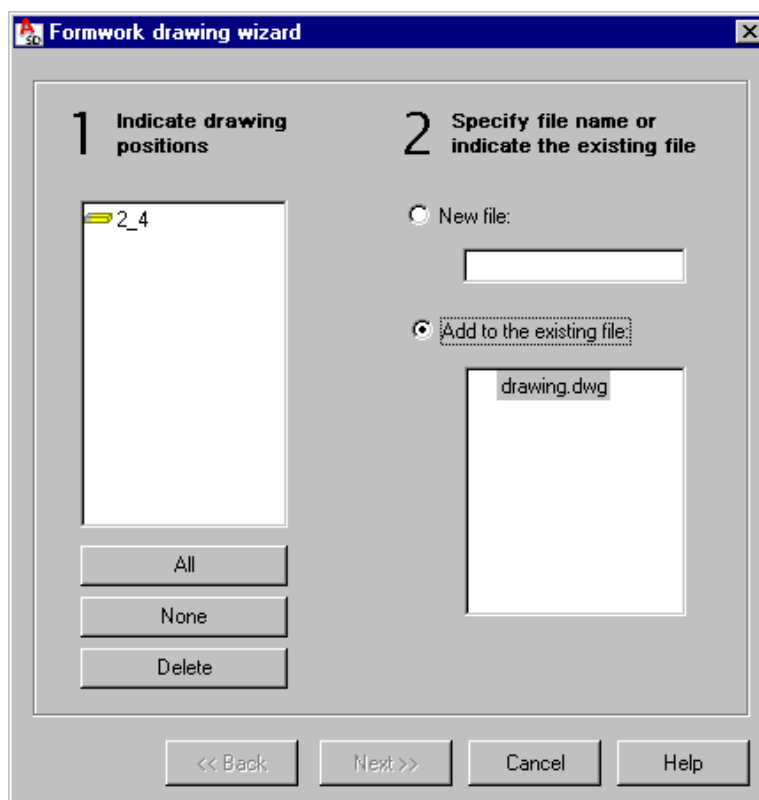 Formwork drawing wizard
1 Indicate drawing
positions
2_4
All
None
Delete
2 Specify file name or
indicate the existing file
New file:
Add to the existing file:
drawing.dwg
<< Back
Next >>
Cancel
Help